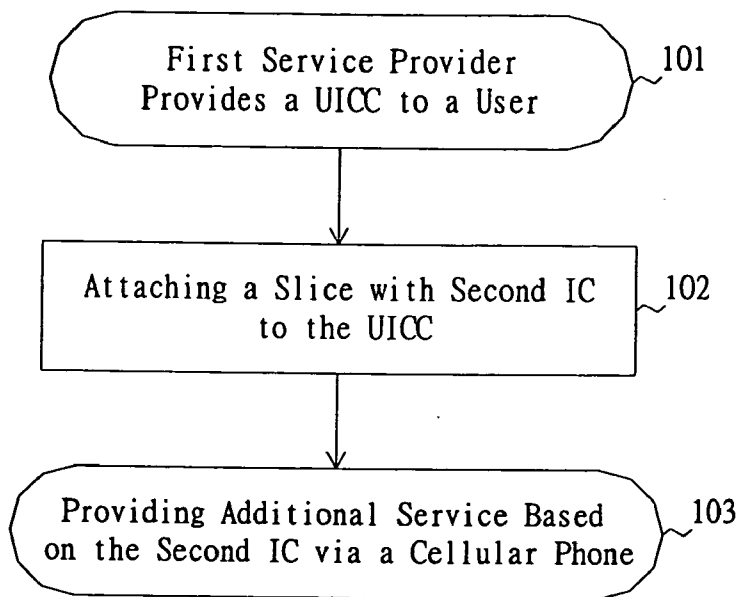 First Service Provider
Provides a UICC to a User
101
Attaching a Slice with Second IC
to the UICC
102
Providing Additional Service Based
on the Second IC via a Cellular Phone
103